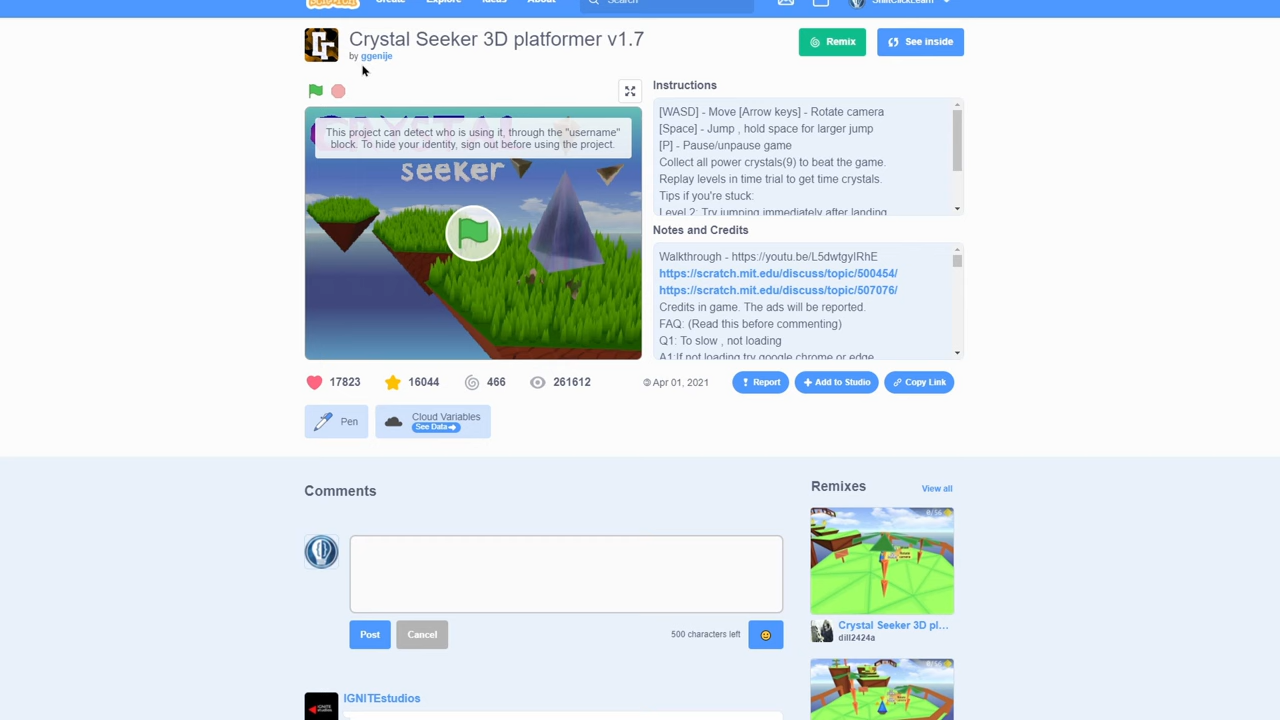 SCRATCH
Create
Explore
Ideas
About
Search
ShiftClickLearn
Crystal Seeker 3D platformer v1.7
by ggenije
Remix
See inside
CRYSTAL
seeker
This project can detect who is using it, through the "username"
block. To hide your identity, sign out before using the project.
Instructions
[WASD] - Move [Arrow keys] - Rotate camera
[Space] - Jump , hold space for larger jump
[P] - Pause/unpause game
Collect all power crystals(9) to beat the game.
Replay levels in time trial to get time crystals.
Tips if you're stuck:
Level 2: Try jumping immediately after landing
Notes and Credits
Walkthrough - https://youtu.be/L5dwtgyIRhE
https://scratch.mit.edu/discuss/topic/500454/
https://scratch.mit.edu/discuss/topic/507076/
Credits in game. The ads will be reported.
FAQ: (Read this before commenting)
Q1: To slow , not loading
A1:If not loading try google chrome or edge
17823
16044
466
261612
Apr 01, 2021
Report
Add to Studio
Copy Link
Pen
Cloud Variables
See Data
Comments
Post
Cancel
500 characters left
Remixes
View all
Crystal Seeker 3D pl...
dill2424a
IGNITEstudios